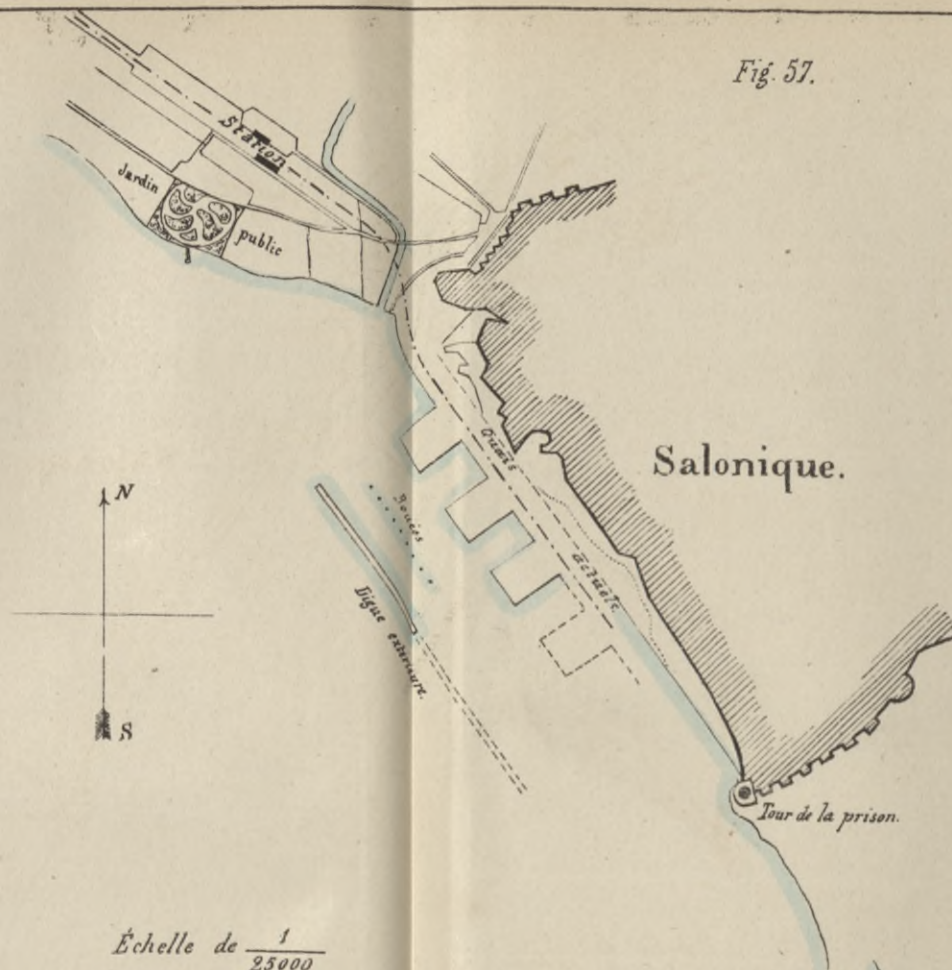 Fig. 57.
Station
Jardin
public
Salonique.
Quais
actuels
Bouées
Digue extérieure.
N
S
Tour de la prison.
Échelle de 1/25000